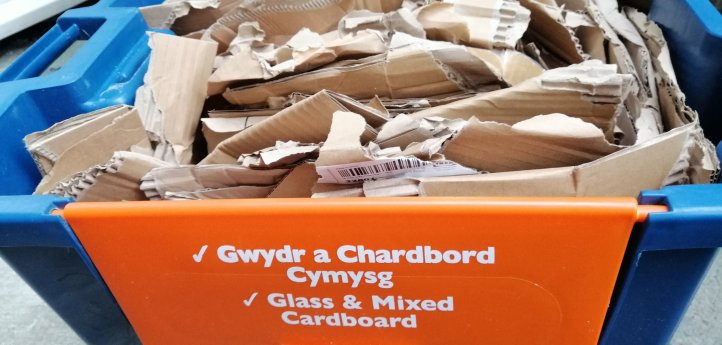 ✓ Gwydr a Chardbord
Cymysg
✓ Glass & Mixed
Cardboard